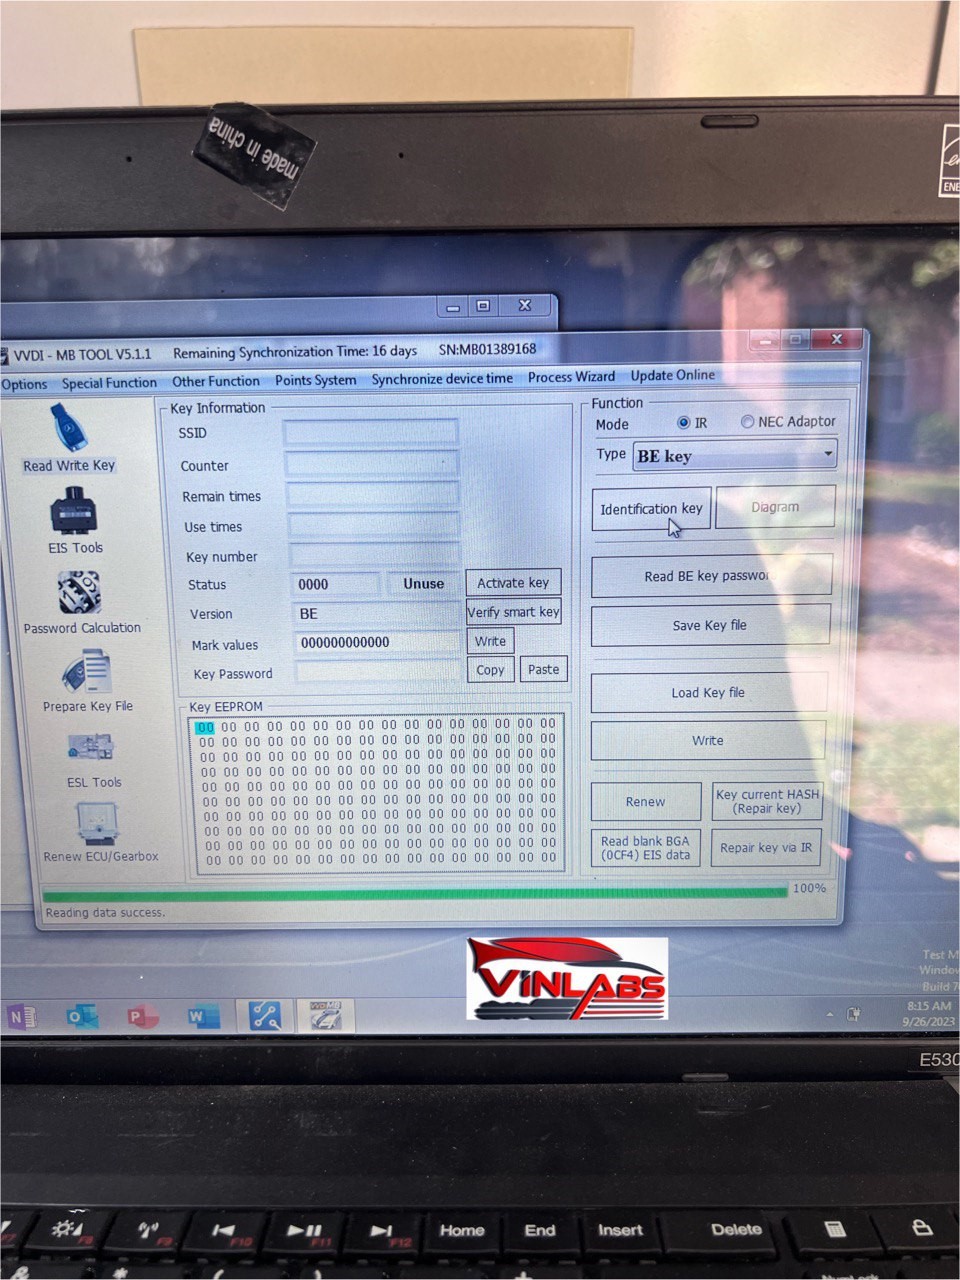 made in china
VVDI - MB TOOL V5.1.1 Remaining Synchronization Time: 16 days SN:MB01389168
Options Special Function Other Function Points System Synchronize device time Process Wizard Update Online
Read Write Key
EIS Tools
Password Calculation
Prepare Key File
ESL Tools
Renew ECU/Gearbox
Key Information
SSID
Counter
Remain times
Use times
Key number
Status 0000 Unuse Activate key
Version BE Verify smart key
Mark values 000000000000 Write
Key Password Copy Paste
Key EEPROM
00 00 00 00 00 00 00 00 00 00 00 00 00 00 00 00
00 00 00 00 00 00 00 00 00 00 00 00 00 00 00 00
00 00 00 00 00 00 00 00 00 00 00 00 00 00 00 00
00 00 00 00 00 00 00 00 00 00 00 00 00 00 00 00
00 00 00 00 00 00 00 00 00 00 00 00 00 00 00 00
00 00 00 00 00 00 00 00 00 00 00 00 00 00 00 00
00 00 00 00 00 00 00 00 00 00 00 00 00 00 00 00
00 00 00 00 00 00 00 00 00 00 00 00 00 00 00 00
00 00 00 00 00 00 00 00 00 00 00 00 00 00 00 00
00 00 00 00 00 00 00 00 00 00 00 00 00 00 00 00
Function
Mode IR NEC Adaptor
Type BE key
Identification key Diagram
Read BE key passwor
Save Key file
Load Key file
Write
Renew
Key current HASH
(Repair key)
Read blank BGA
(0CF4) EIS data
Repair key via IR
100%
Reading data success.
VINLABS
Test M
Window
Build 7
8:15 AM
9/26/2023
E530
F8 F9 F10 F11 F12 Home End Insert Delete